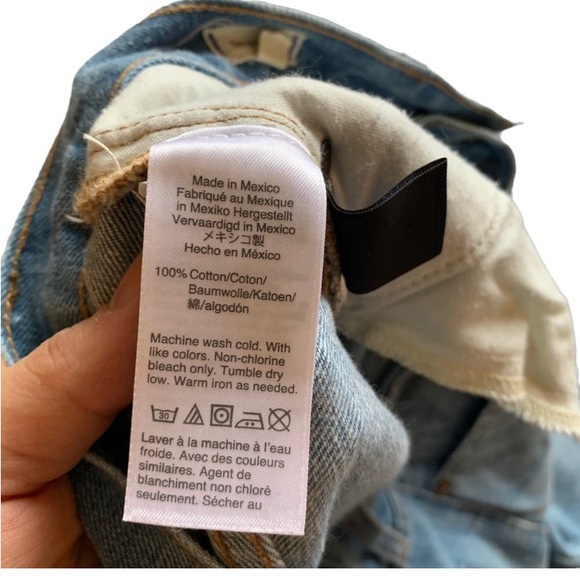 Made in Mexico
Fabriqué au Mexique
in Mexiko Hergestellt
Vervaardigd in Mexico
メキシコ製
Hecho en México
100% Cotton/Coton/
Baumwolle/Katoen/
綿/algodón
Machine wash cold. With
like colors. Non-chlorine
bleach only. Tumble dry
low. Warm iron as needed.
30
Laver à la machine à l'eau
froide. Avec des couleurs
similaires. Agent de
blanchiment non chloré
seulement. Sécher au